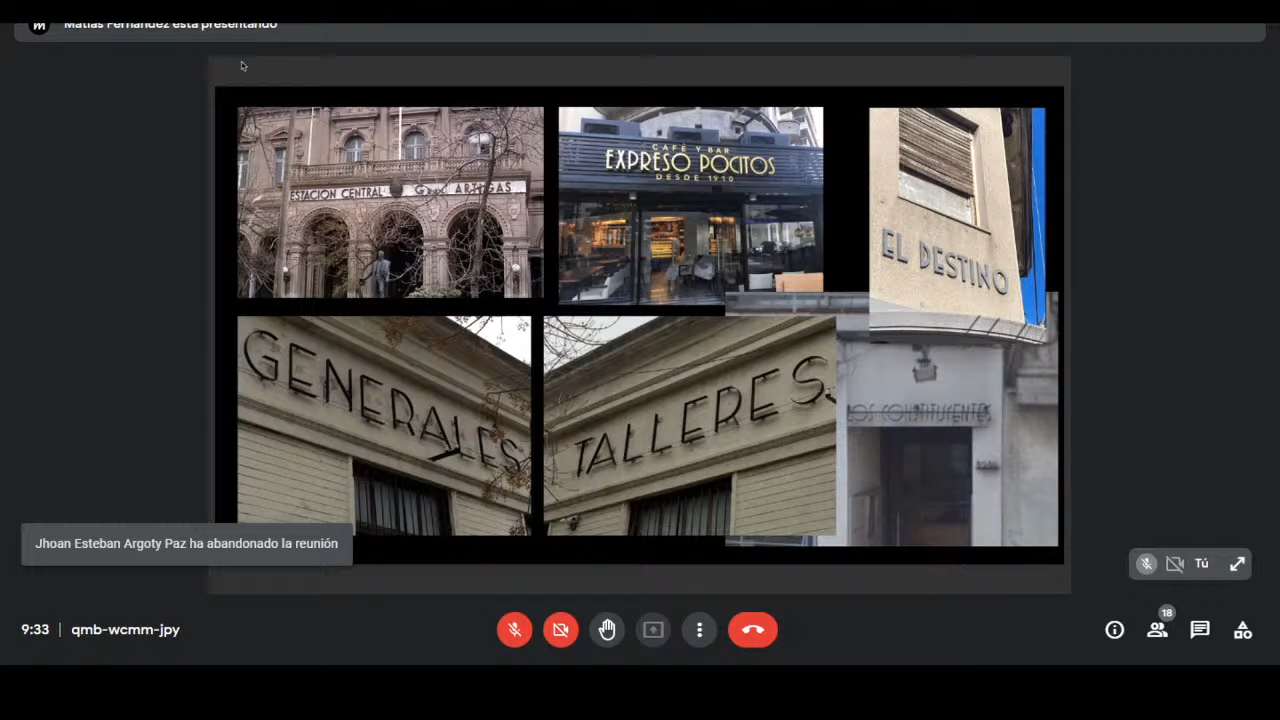 Matías Fernández está presentando
ESTACION CENTRAL GRAL ARTIGAS
CAFÉ Y BAR
EXPRESO POCITOS
DESDE 1910
EL DESTINO
GENERALES
TALLERES
LOS CONSTITUYENTES
Jhoan Esteban Argoty Paz ha abandonado la reunión
Tú
9:33
qmb-wcmm-jpy
18